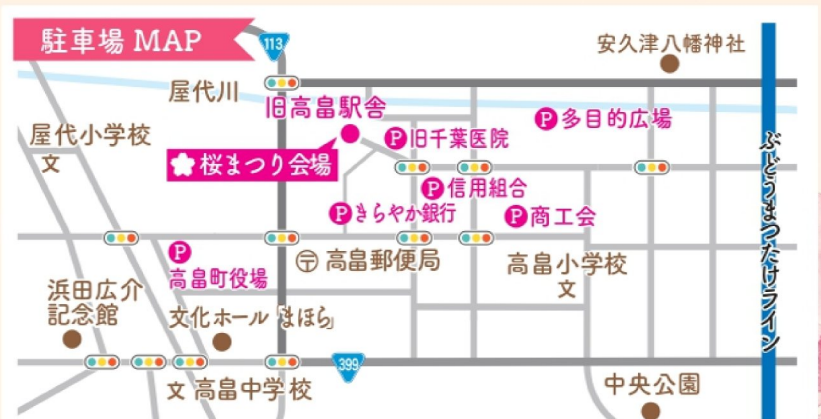 駐車場 MAP
113
安久津八幡神社
屋代川
旧高畠駅舎
P多目的広場
屋代小学校
文
P旧千葉医院
桜まつり会場
P信用組合
Pきらやか銀行
P商工会
ぶどうまつたけライン
P
高畠町役場
〒高畠郵便局
高畠小学校
文
浜田広介
記念館
文化ホール「まほら」
399
文 高畠中学校
中央公園